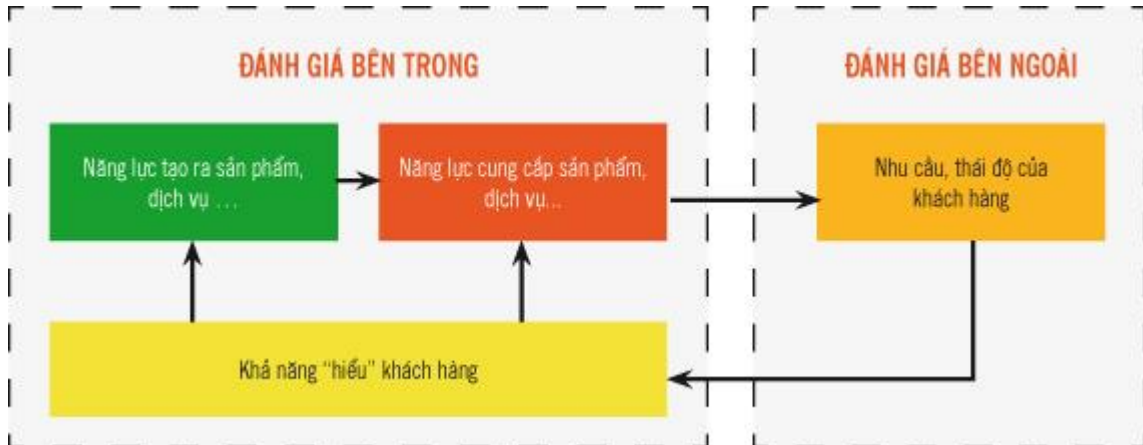 ĐÁNH GIÁ BÊN TRONG
Năng lực tạo ra sản phẩm,
dịch vụ ...
Năng lực cung cấp sản phẩm,
dịch vụ...
Khả năng “hiểu” khách hàng
ĐÁNH GIÁ BÊN NGOÀI
Nhu cầu, thái độ của
khách hàng